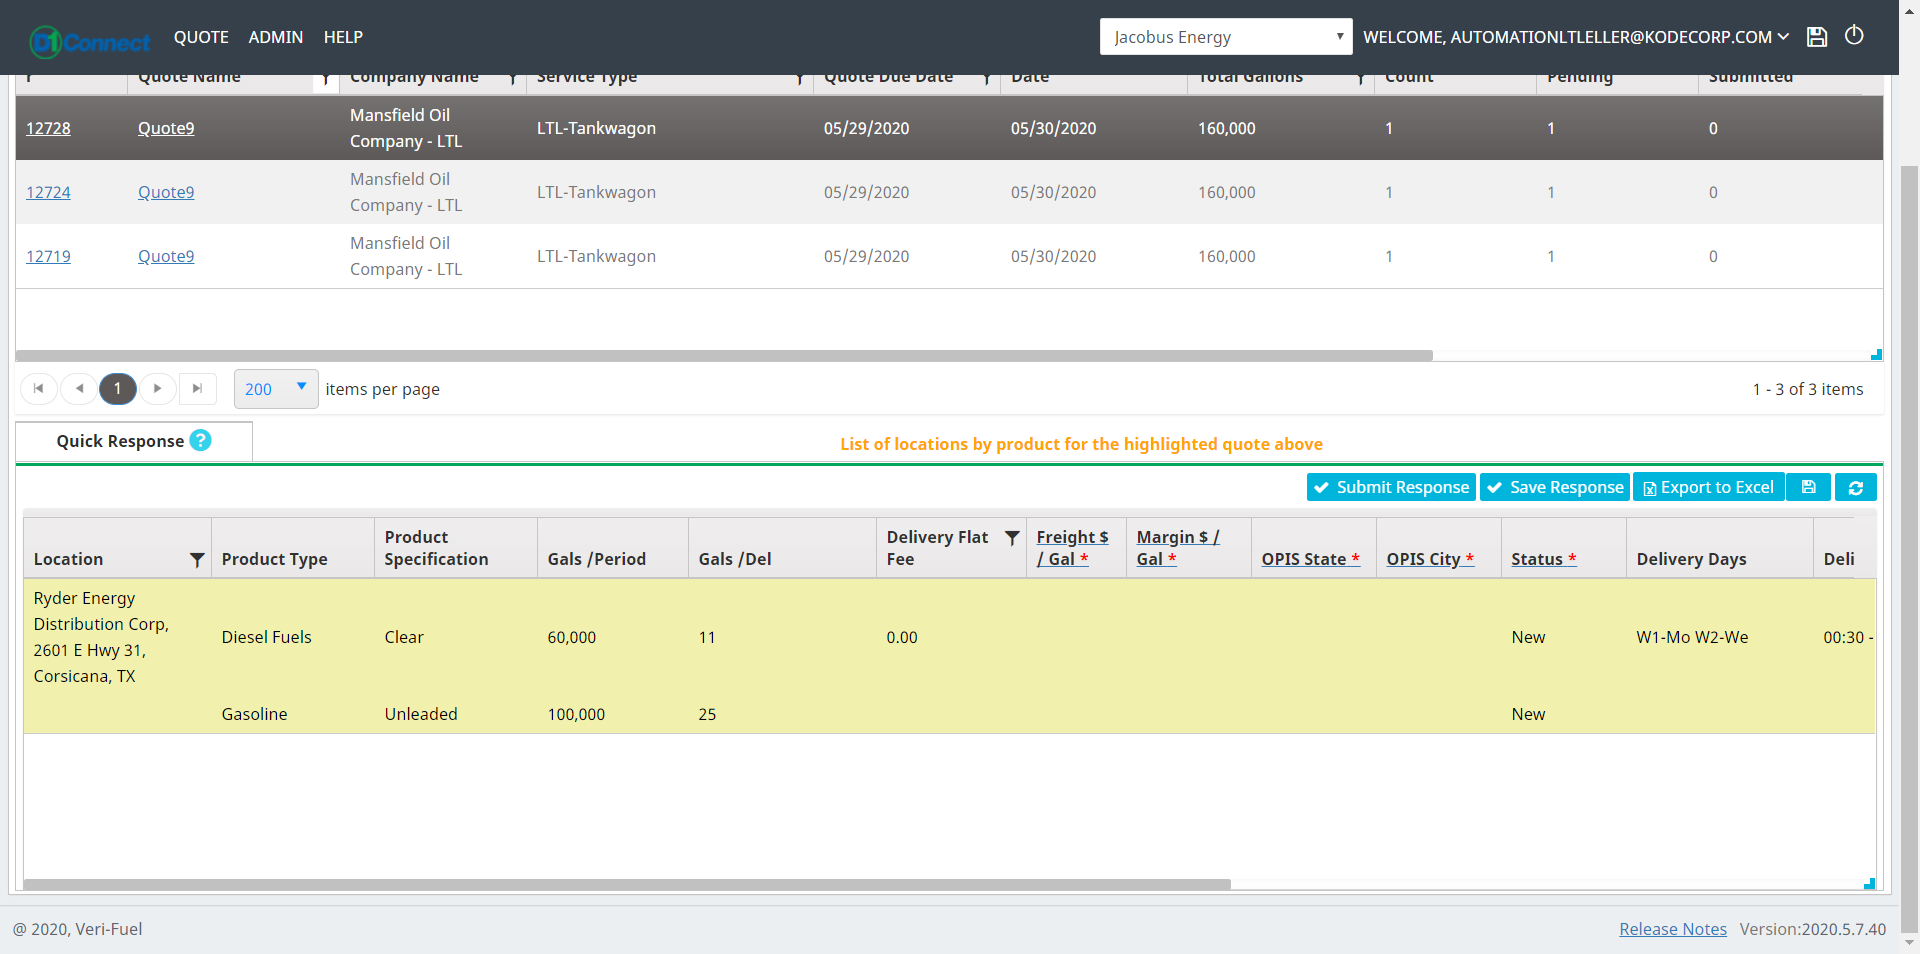 D1Connect QUOTE ADMIN HELP Jacobus Energy WELCOME, AUTOMATIONLTLELLER@KODECORP.COM
Quote Name Company Name Service Type Quote Due Date Date Total Gallons Count Pending Submitted
12728 Quote9 Mansfield Oil Company - LTL LTL-Tankwagon 05/29/2020 05/30/2020 160,000 1 1 0
12724 Quote9 Mansfield Oil Company - LTL LTL-Tankwagon 05/29/2020 05/30/2020 160,000 1 1 0
12719 Quote9 Mansfield Oil Company - LTL LTL-Tankwagon 05/29/2020 05/30/2020 160,000 1 1 0
1 200 items per page 1 - 3 of 3 items
Quick Response ? List of locations by product for the highlighted quote above
Submit Response Save Response Export to Excel
Location Product Type Product Specification Gals /Period Gals /Del Delivery Flat Fee Freight $ / Gal * Margin $ / Gal * OPIS State * OPIS City * Status * Delivery Days Deli
Ryder Energy
Distribution Corp,
2601 E Hwy 31,
Corsicana, TX
Diesel Fuels Clear 60,000 11 0.00 New W1-Mo W2-We 00:30 -
Gasoline Unleaded 100,000 25 New
@ 2020, Veri-Fuel Release Notes Version:2020.5.7.40